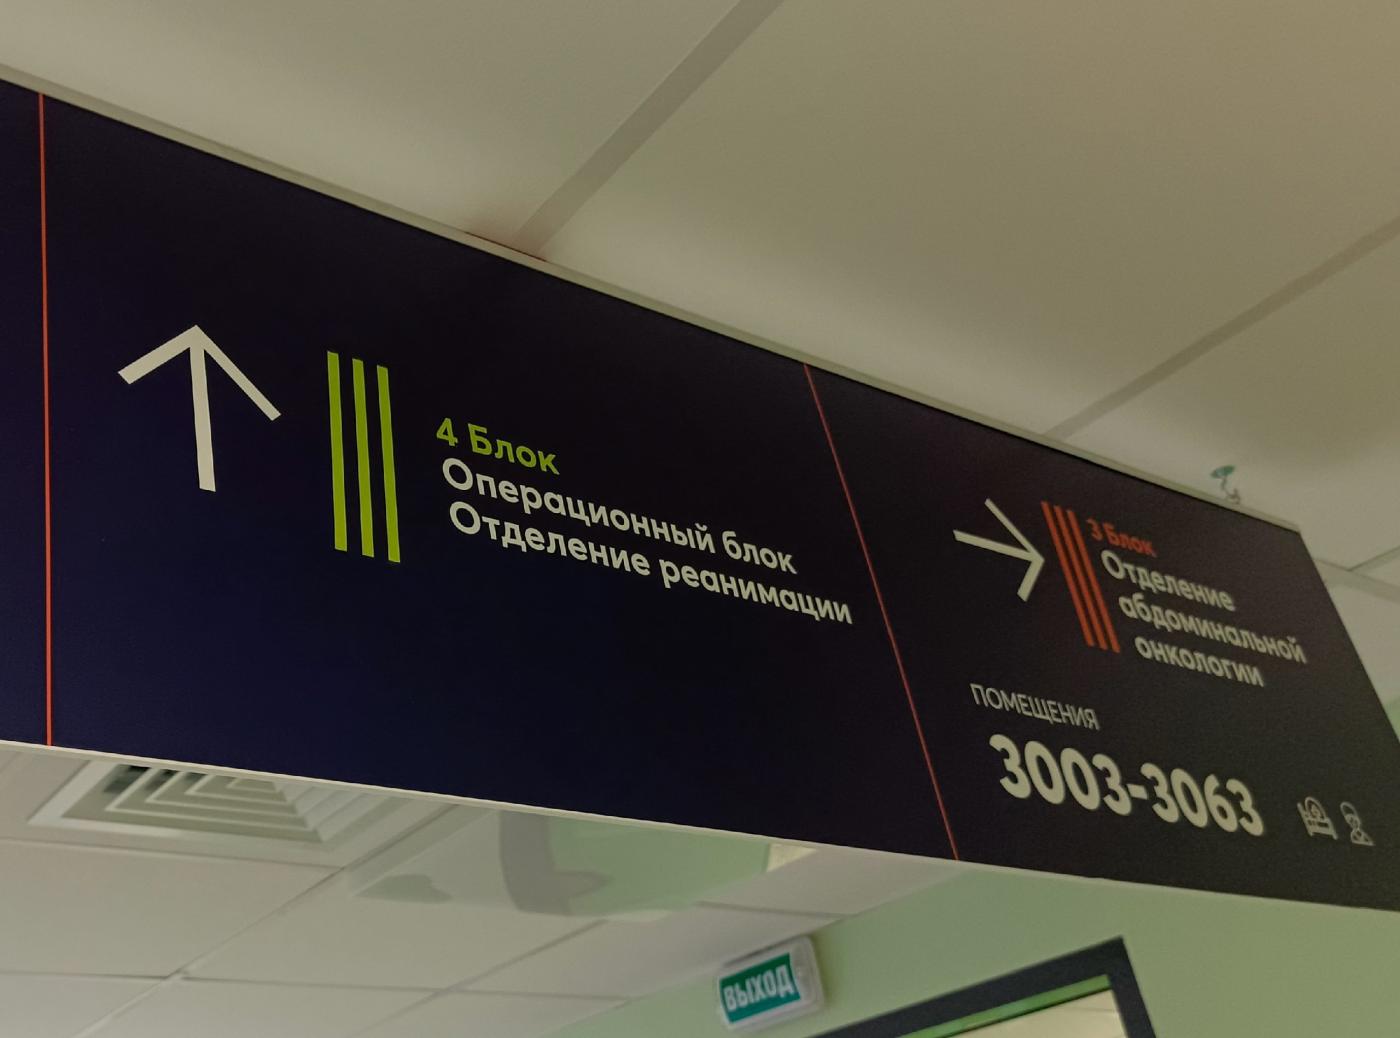 4 Блок
Операционный блок
Отделение реанимации
3 Блок
Отделение
абдоминальной
онкологии
ПОМЕЩЕНИЯ
3003-3063
ВЫХОД